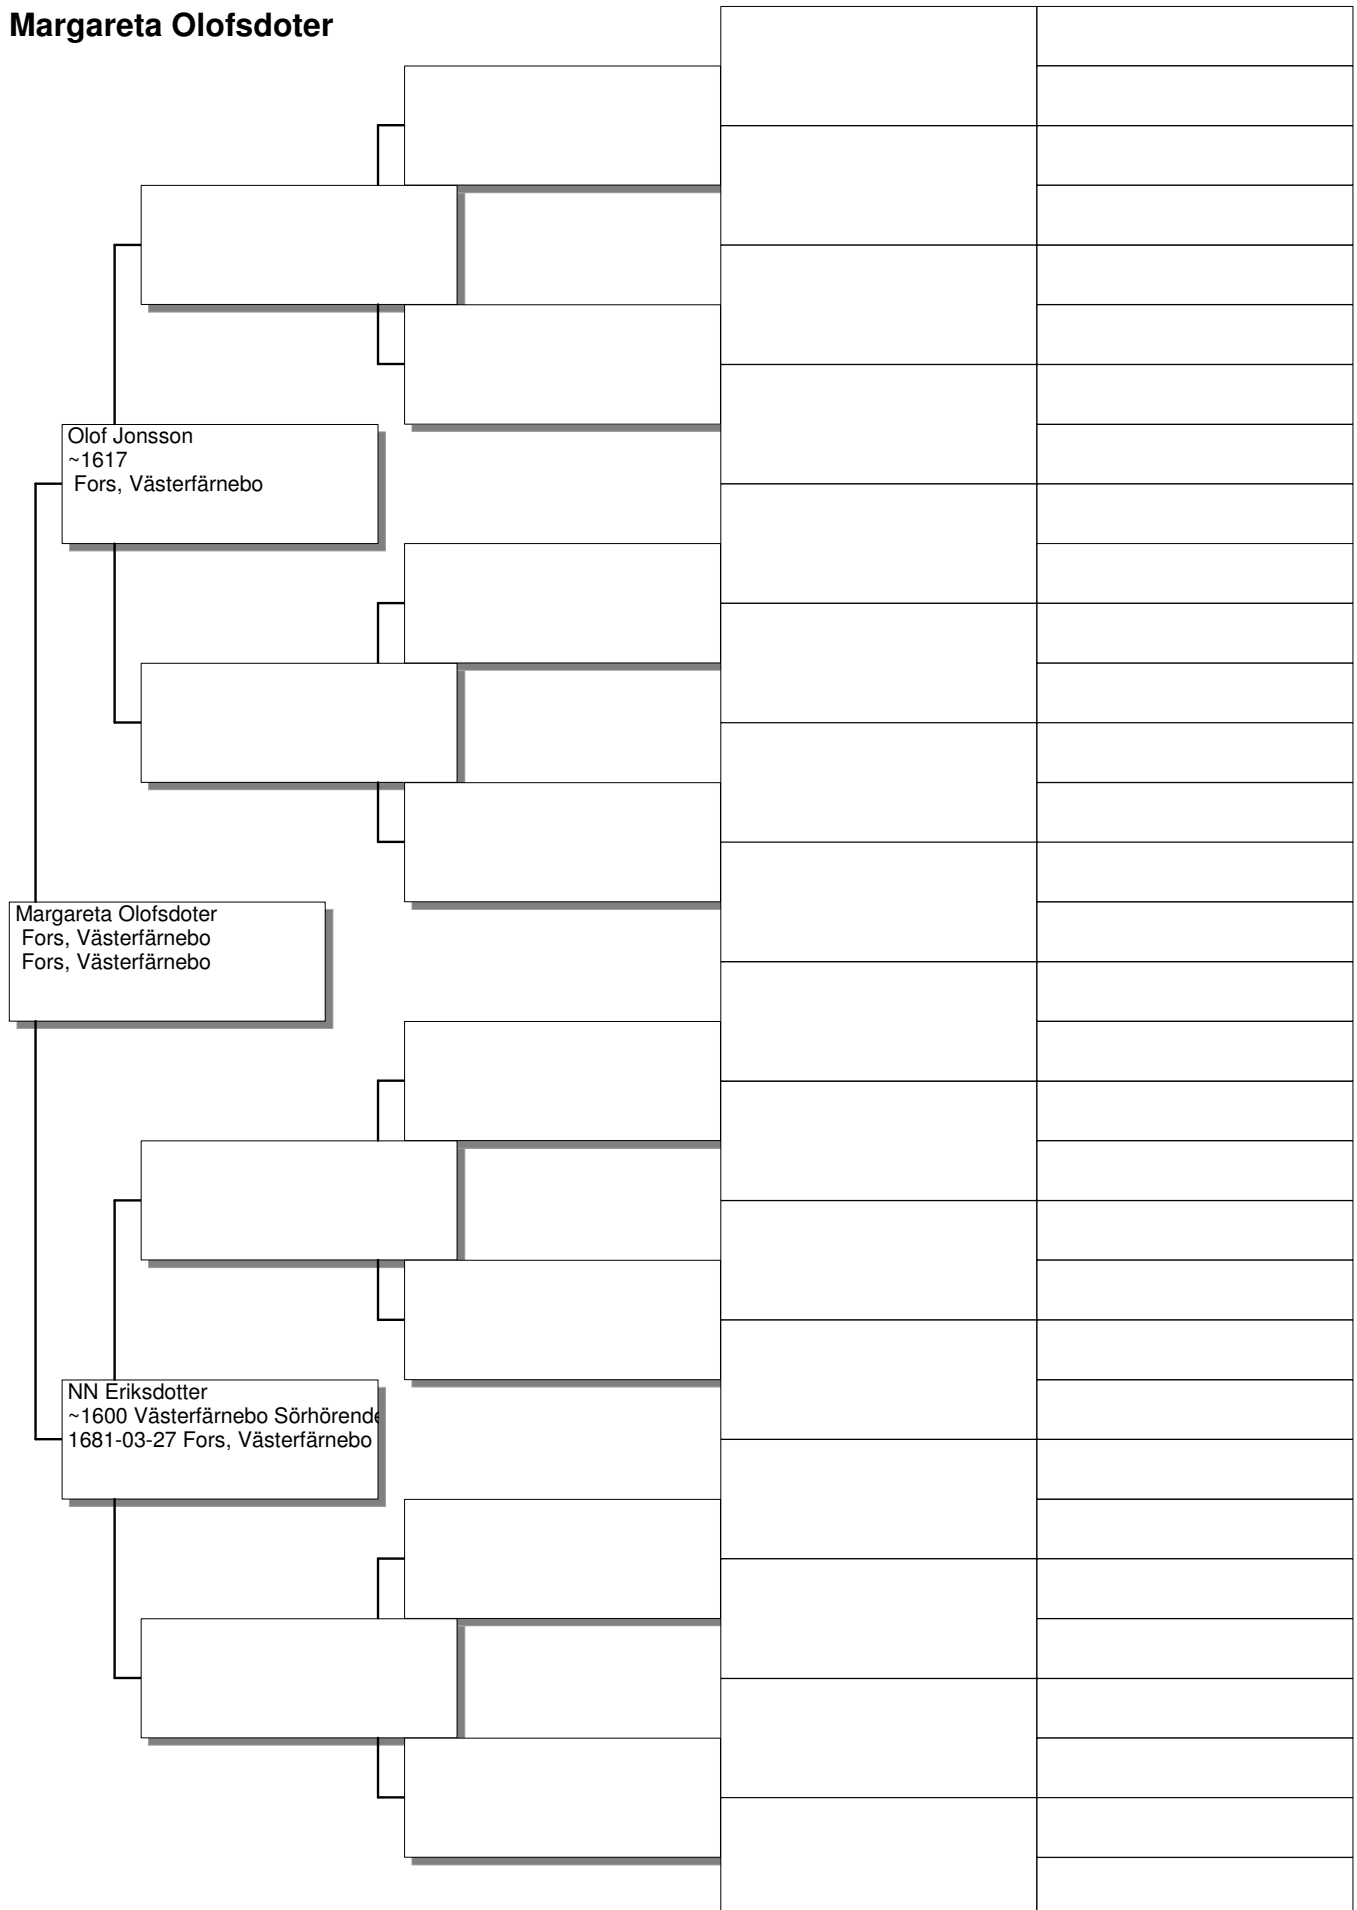 Margareta Olofsdoter
Olof Jonsson
~1617
Fors, Västerfärnebo
Margareta Olofsdoter
Fors, Västerfärnebo
Fors, Västerfärnebo
NN Eriksdotter
~1600 Västerfärnebo Sörhörende
1681-03-27 Fors, Västerfärnebo